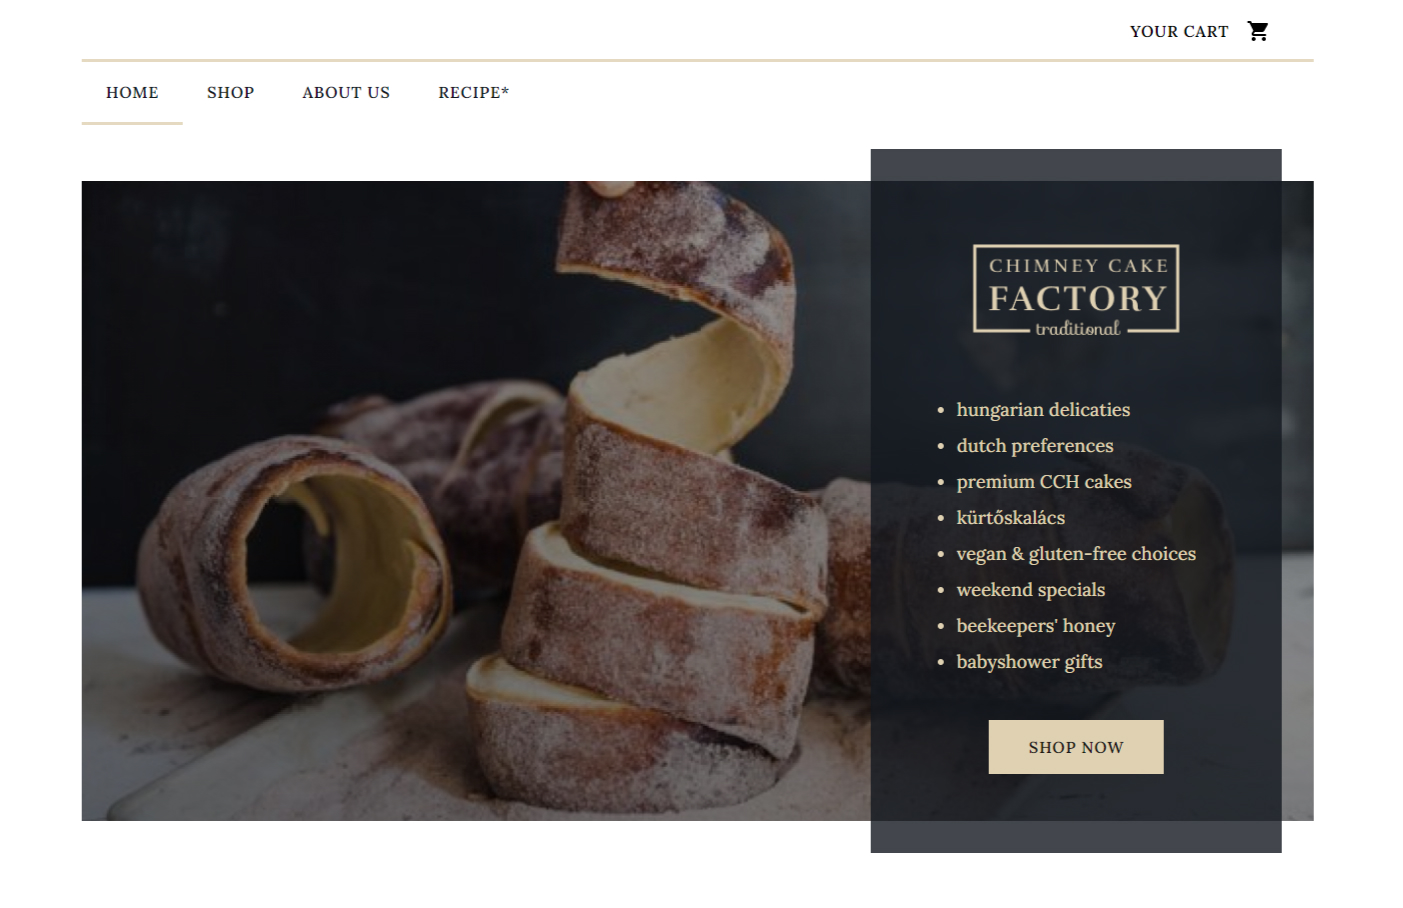 YOUR CART
HOME SHOP ABOUT US RECIPE*
CHIMNEY CAKE
FACTORY
traditional
• hungarian delicaties
• dutch preferences
• premium CCH cakes
• kürtőskalács
• vegan & gluten-free choices
• weekend specials
• beekeepers' honey
• babyshower gifts
SHOP NOW